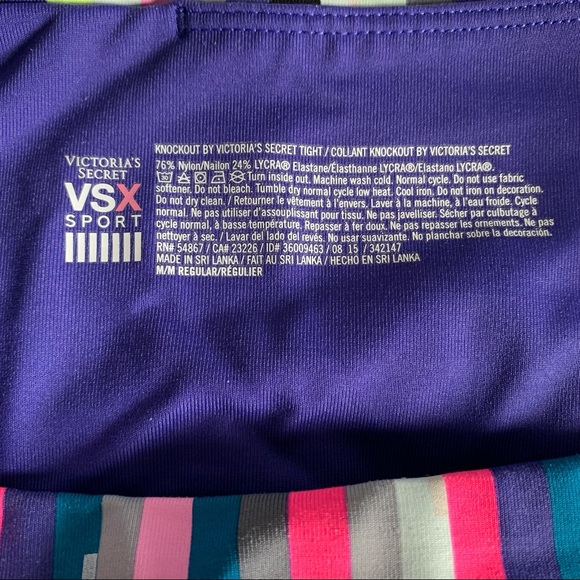 VICTORIA'S
SECRET
VSX
SPORT
KNOCKOUT BY VICTORIA'S SECRET TIGHT / COLLANT KNOCKOUT BY VICTORIA'S SECRET
76% Nylon/Nailon 24% LYCRA® Elastane/Élasthanne LYCRA®/Elastano LYCRA®.
Turn inside out. Machine wash cold. Normal cycle. Do not use fabric
softener. Do not bleach. Tumble dry normal cycle low heat. Cool iron. Do not iron on decoration.
Do not dry clean. / Retourner le vêtement à l'envers. Laver à la machine, à l'eau froide. Cycle
normal. Ne pas utiliser d'assouplissant pour tissu. Ne pas javelliser. Sécher par culbutage à
cycle normal, à basse température. Repasser à fer doux. Ne pas repasser les ornements. Ne pas
nettoyer à sec. / Lavar del lado del revés. No usar suavizante. No planchar sobre la decoración.
RN# 54867 / CA# 23226 / ID# 36009463 / 08 15 / 342147
MADE IN SRI LANKA / FAIT AU SRI LANKA / HECHO EN SRI LANKA
M/M REGULAR/RÉGULIER